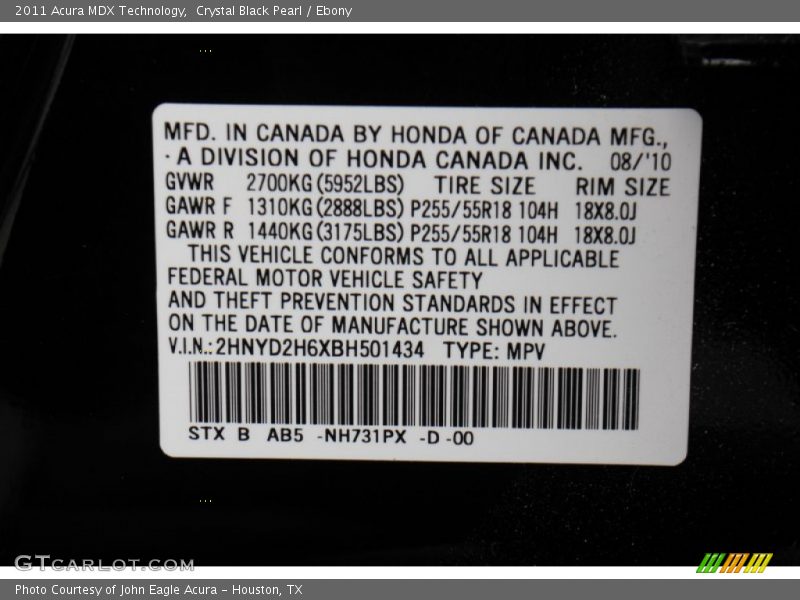 2011 Acura MDX Technology,  Crystal Black Pearl / Ebony
MFD. IN CANADA BY HONDA OF CANADA MFG.,
A DIVISION OF HONDA CANADA INC. 08/'10
GVWR 2700KG(5952LBS) TIRE SIZE RIM SIZE
GAWR F 1310KG(2888LBS) P255/55R18 104H 18X8.0J
GAWR R 1440KG(3175LBS) P255/55R18 104H 18X8.0J
THIS VEHICLE CONFORMS TO ALL APPLICABLE
FEDERAL MOTOR VEHICLE SAFETY
AND THEFT PREVENTION STANDARDS IN EFFECT
ON THE DATE OF MANUFACTURE SHOWN ABOVE.
V.I.N.:2HNYD2H6XBH501434 TYPE: MPV
STX B AB5 -NH731PX -D -00
GTCARLOT.COM
Photo Courtesy of John Eagle Acura - Houston, TX